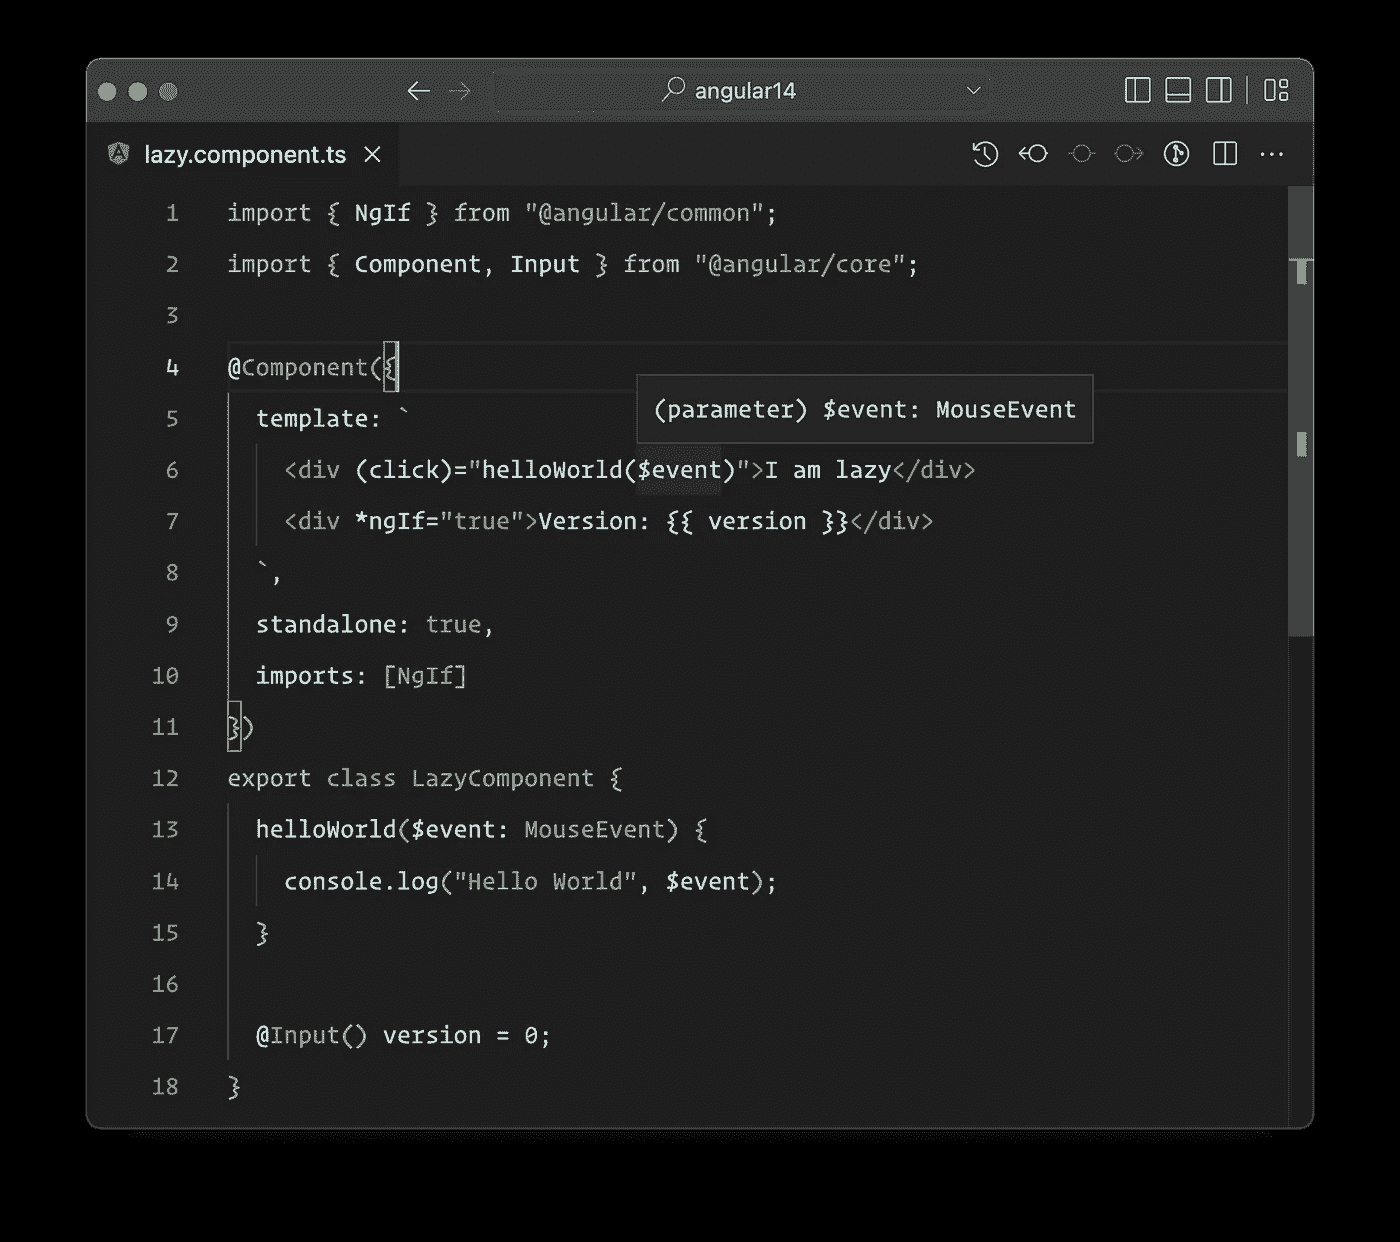 angular14
lazy.component.ts
1 import { NgIf } from "@angular/common";
2 import { Component, Input } from "@angular/core";
3
4 @Component({
(parameter) $event: MouseEvent
5   template: `
6     <div (click)="helloWorld($event)">I am lazy</div>
7     <div *ngIf="true">Version: {{ version }}</div>
8   `,
9   standalone: true,
10   imports: [NgIf]
11 })
12 export class LazyComponent {
13   helloWorld($event: MouseEvent) {
14     console.log("Hello World", $event);
15   }
16
17   @Input() version = 0;
18 }